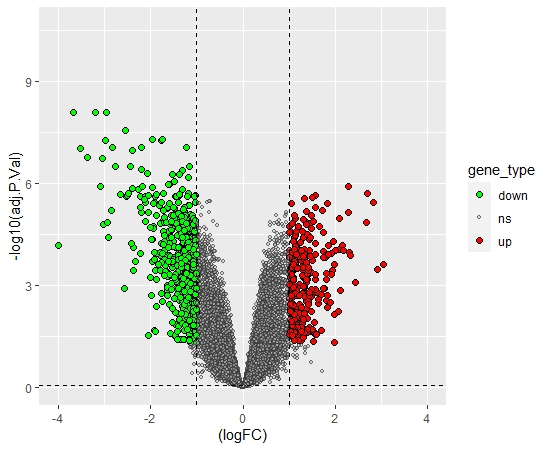 -log10(adj.P.Val)
9
6
3
0
-4
-2
0
2
4
(logFC)
gene_type
down
ns
up